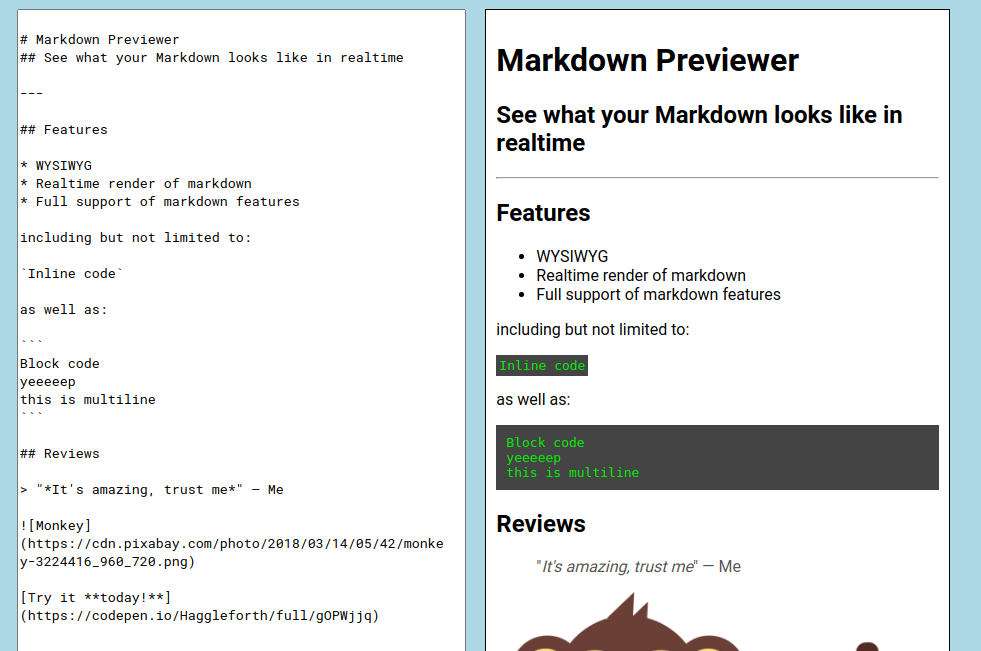 # Markdown Previewer
## See what your Markdown looks like in realtime
---
## Features
* WYSIWYG
* Realtime render of markdown
* Full support of markdown features
including but not limited to:
`Inline code`
as well as:
```
Block code
yeeeeep
this is multiline
```
## Reviews
> "*It's amazing, trust me*" — Me
![Monkey]
(https://cdn.pixabay.com/photo/2018/03/14/05/42/monke
y-3224416_960_720.png)
[Try it **today!**]
(https://codepen.io/Haggleforth/full/gOPWjjq)
Markdown Previewer
See what your Markdown looks like in
realtime
Features
• WYSIWYG
• Realtime render of markdown
• Full support of markdown features
including but not limited to:
Inline code
as well as:
Block code
yeeeeep
this is multiline
Reviews
"It's amazing, trust me" — Me